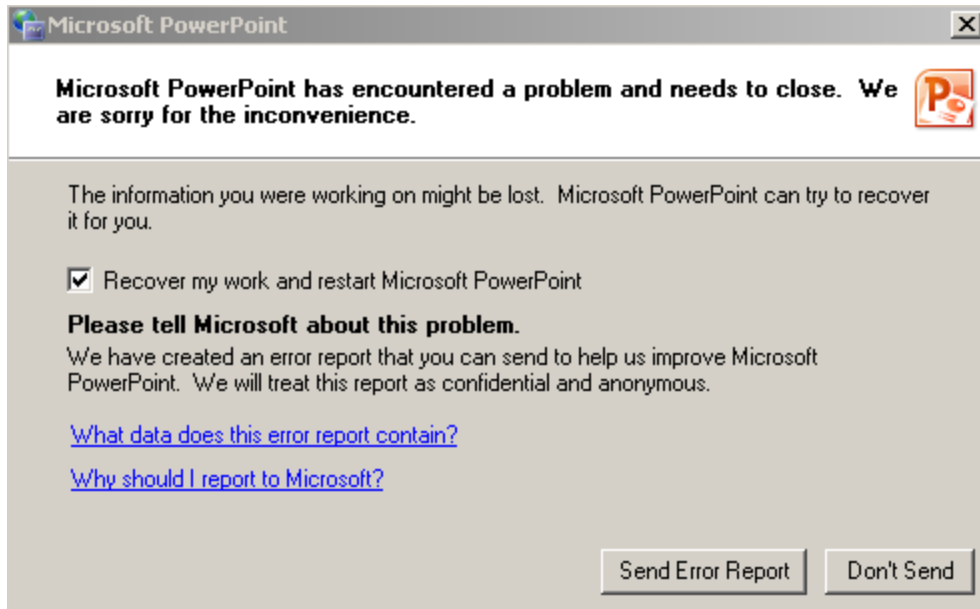 Microsoft PowerPoint
Microsoft PowerPoint has encountered a problem and needs to close. We
are sorry for the inconvenience.
The information you were working on might be lost. Microsoft PowerPoint can try to recover
it for you.
Recover my work and restart Microsoft PowerPoint
Please tell Microsoft about this problem.
We have created an error report that you can send to help us improve Microsoft
PowerPoint. We will treat this report as confidential and anonymous.
What data does this error report contain?
Why should I report to Microsoft?
Send Error Report
Don't Send